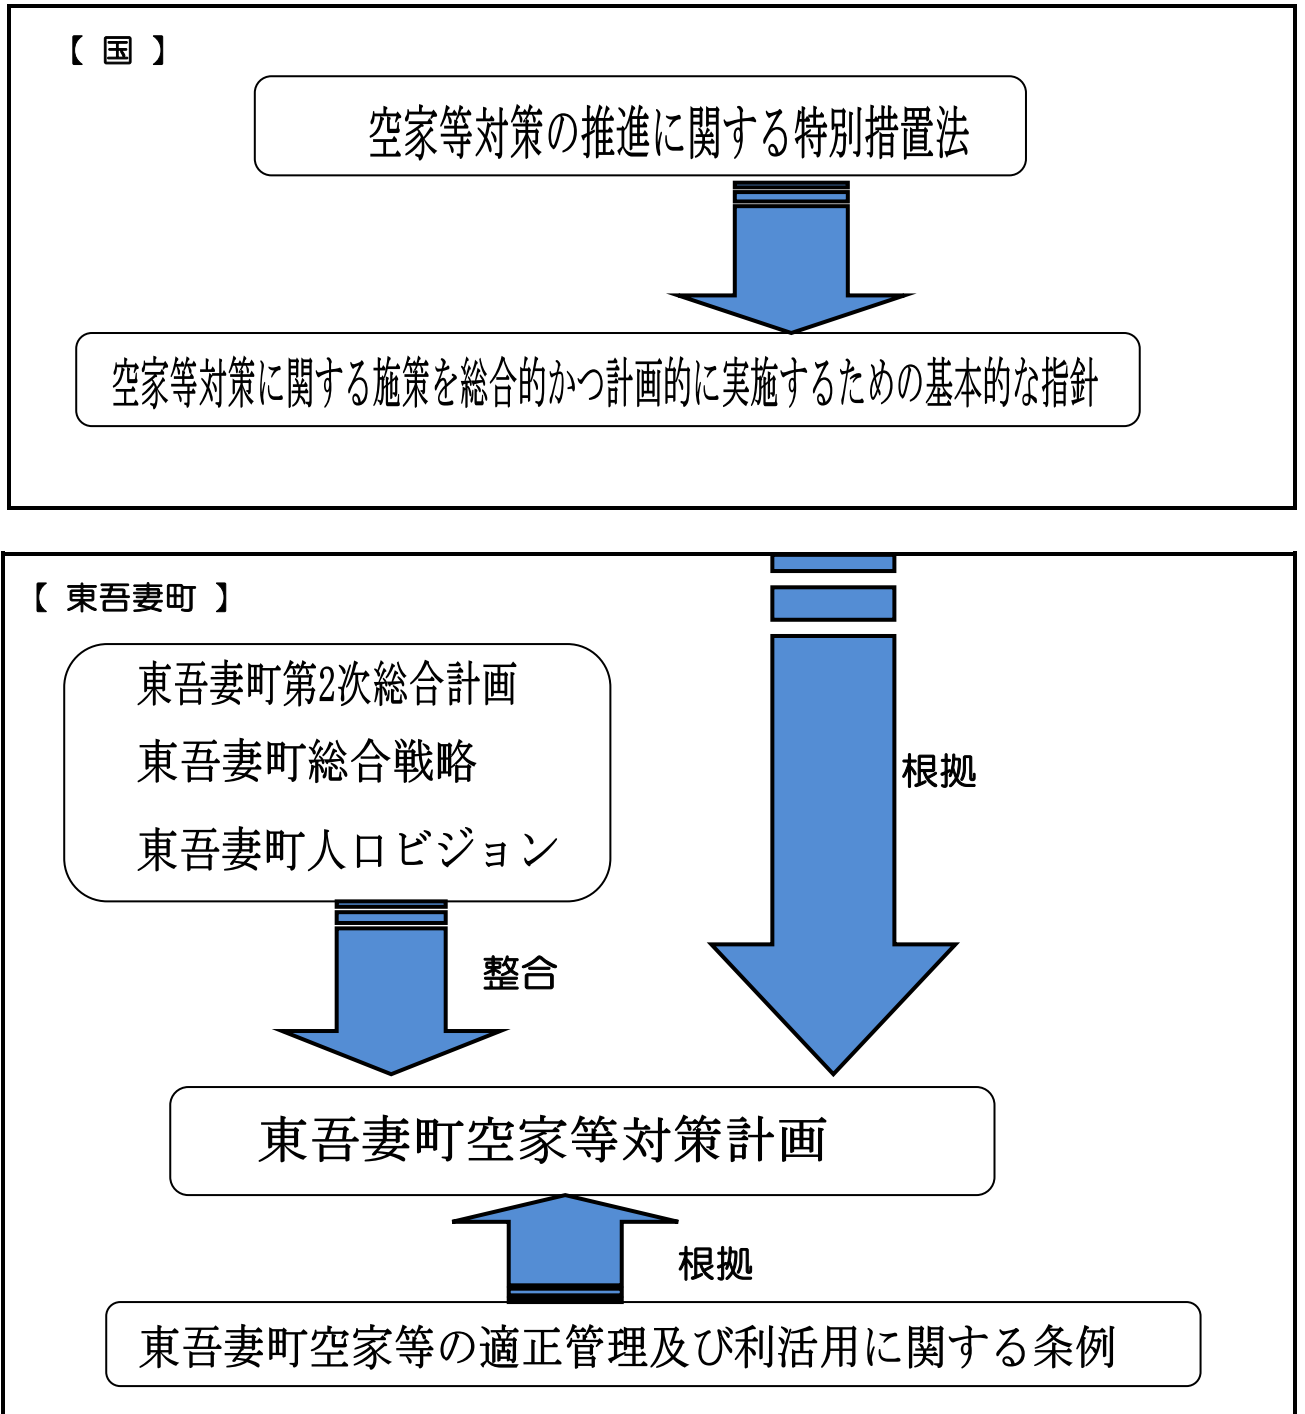 【 国 】
空家等対策の推進に関する特別措置法
空家等対策に関する施策を総合的かつ計画的に実施するための基本的な指針
【 東吾妻町 】
東吾妻町第2次総合計画
東吾妻町総合戦略
東吾妻町人口ビジョン
根拠
整合
東吾妻町空家等対策計画
根拠
東吾妻町空家等の適正管理及び利活用に関する条例